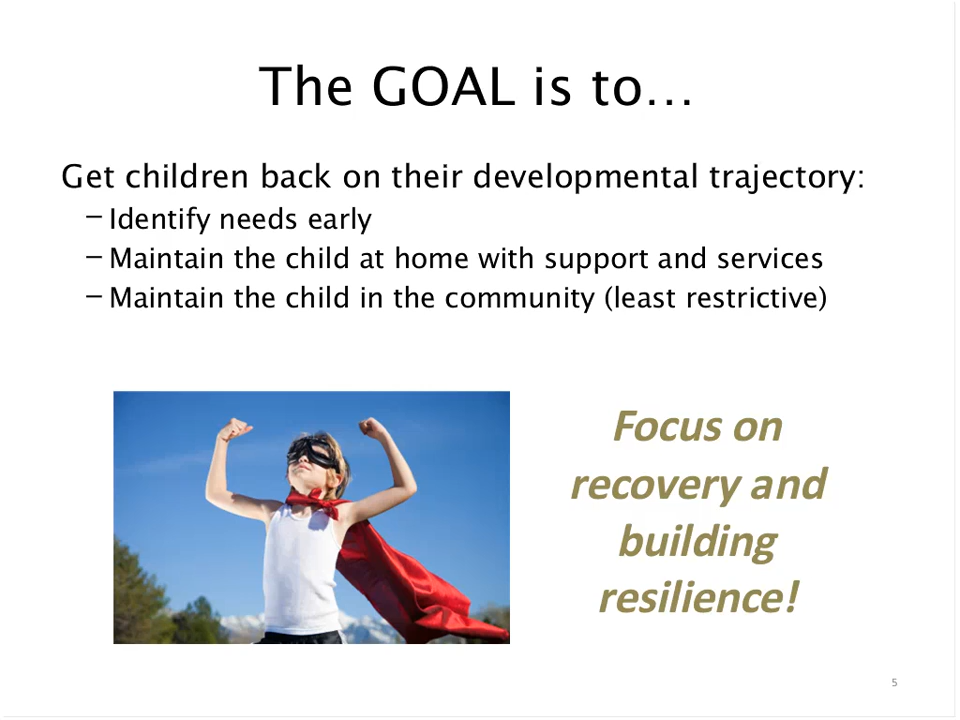 The GOAL is to…
Get children back on their developmental trajectory:
– Identify needs early
– Maintain the child at home with support and services
– Maintain the child in the community (least restrictive)
Focus on
recovery and
building
resilience!
5